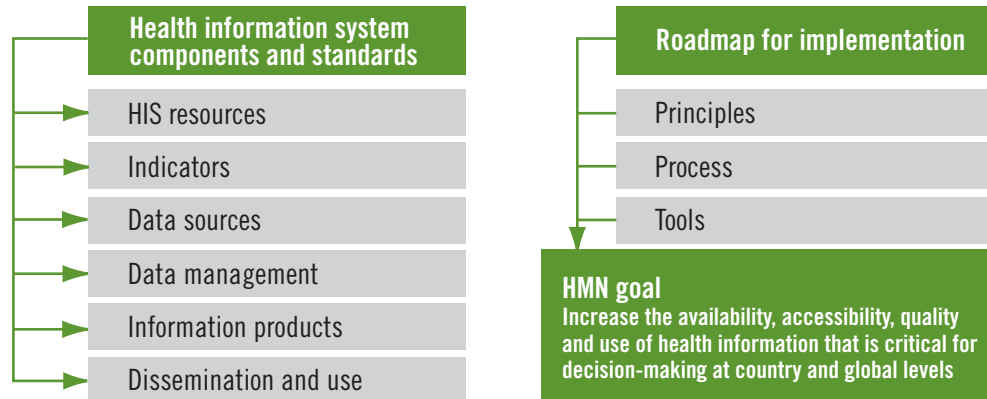 Health information system
components and standards
HIS resources
Indicators
Data sources
Data management
Information products
Dissemination and use
Roadmap for implementation
Principles
Process
Tools
HMN goal
Increase the availability, accessibility, quality
and use of health information that is critical for
decision-making at country and global levels